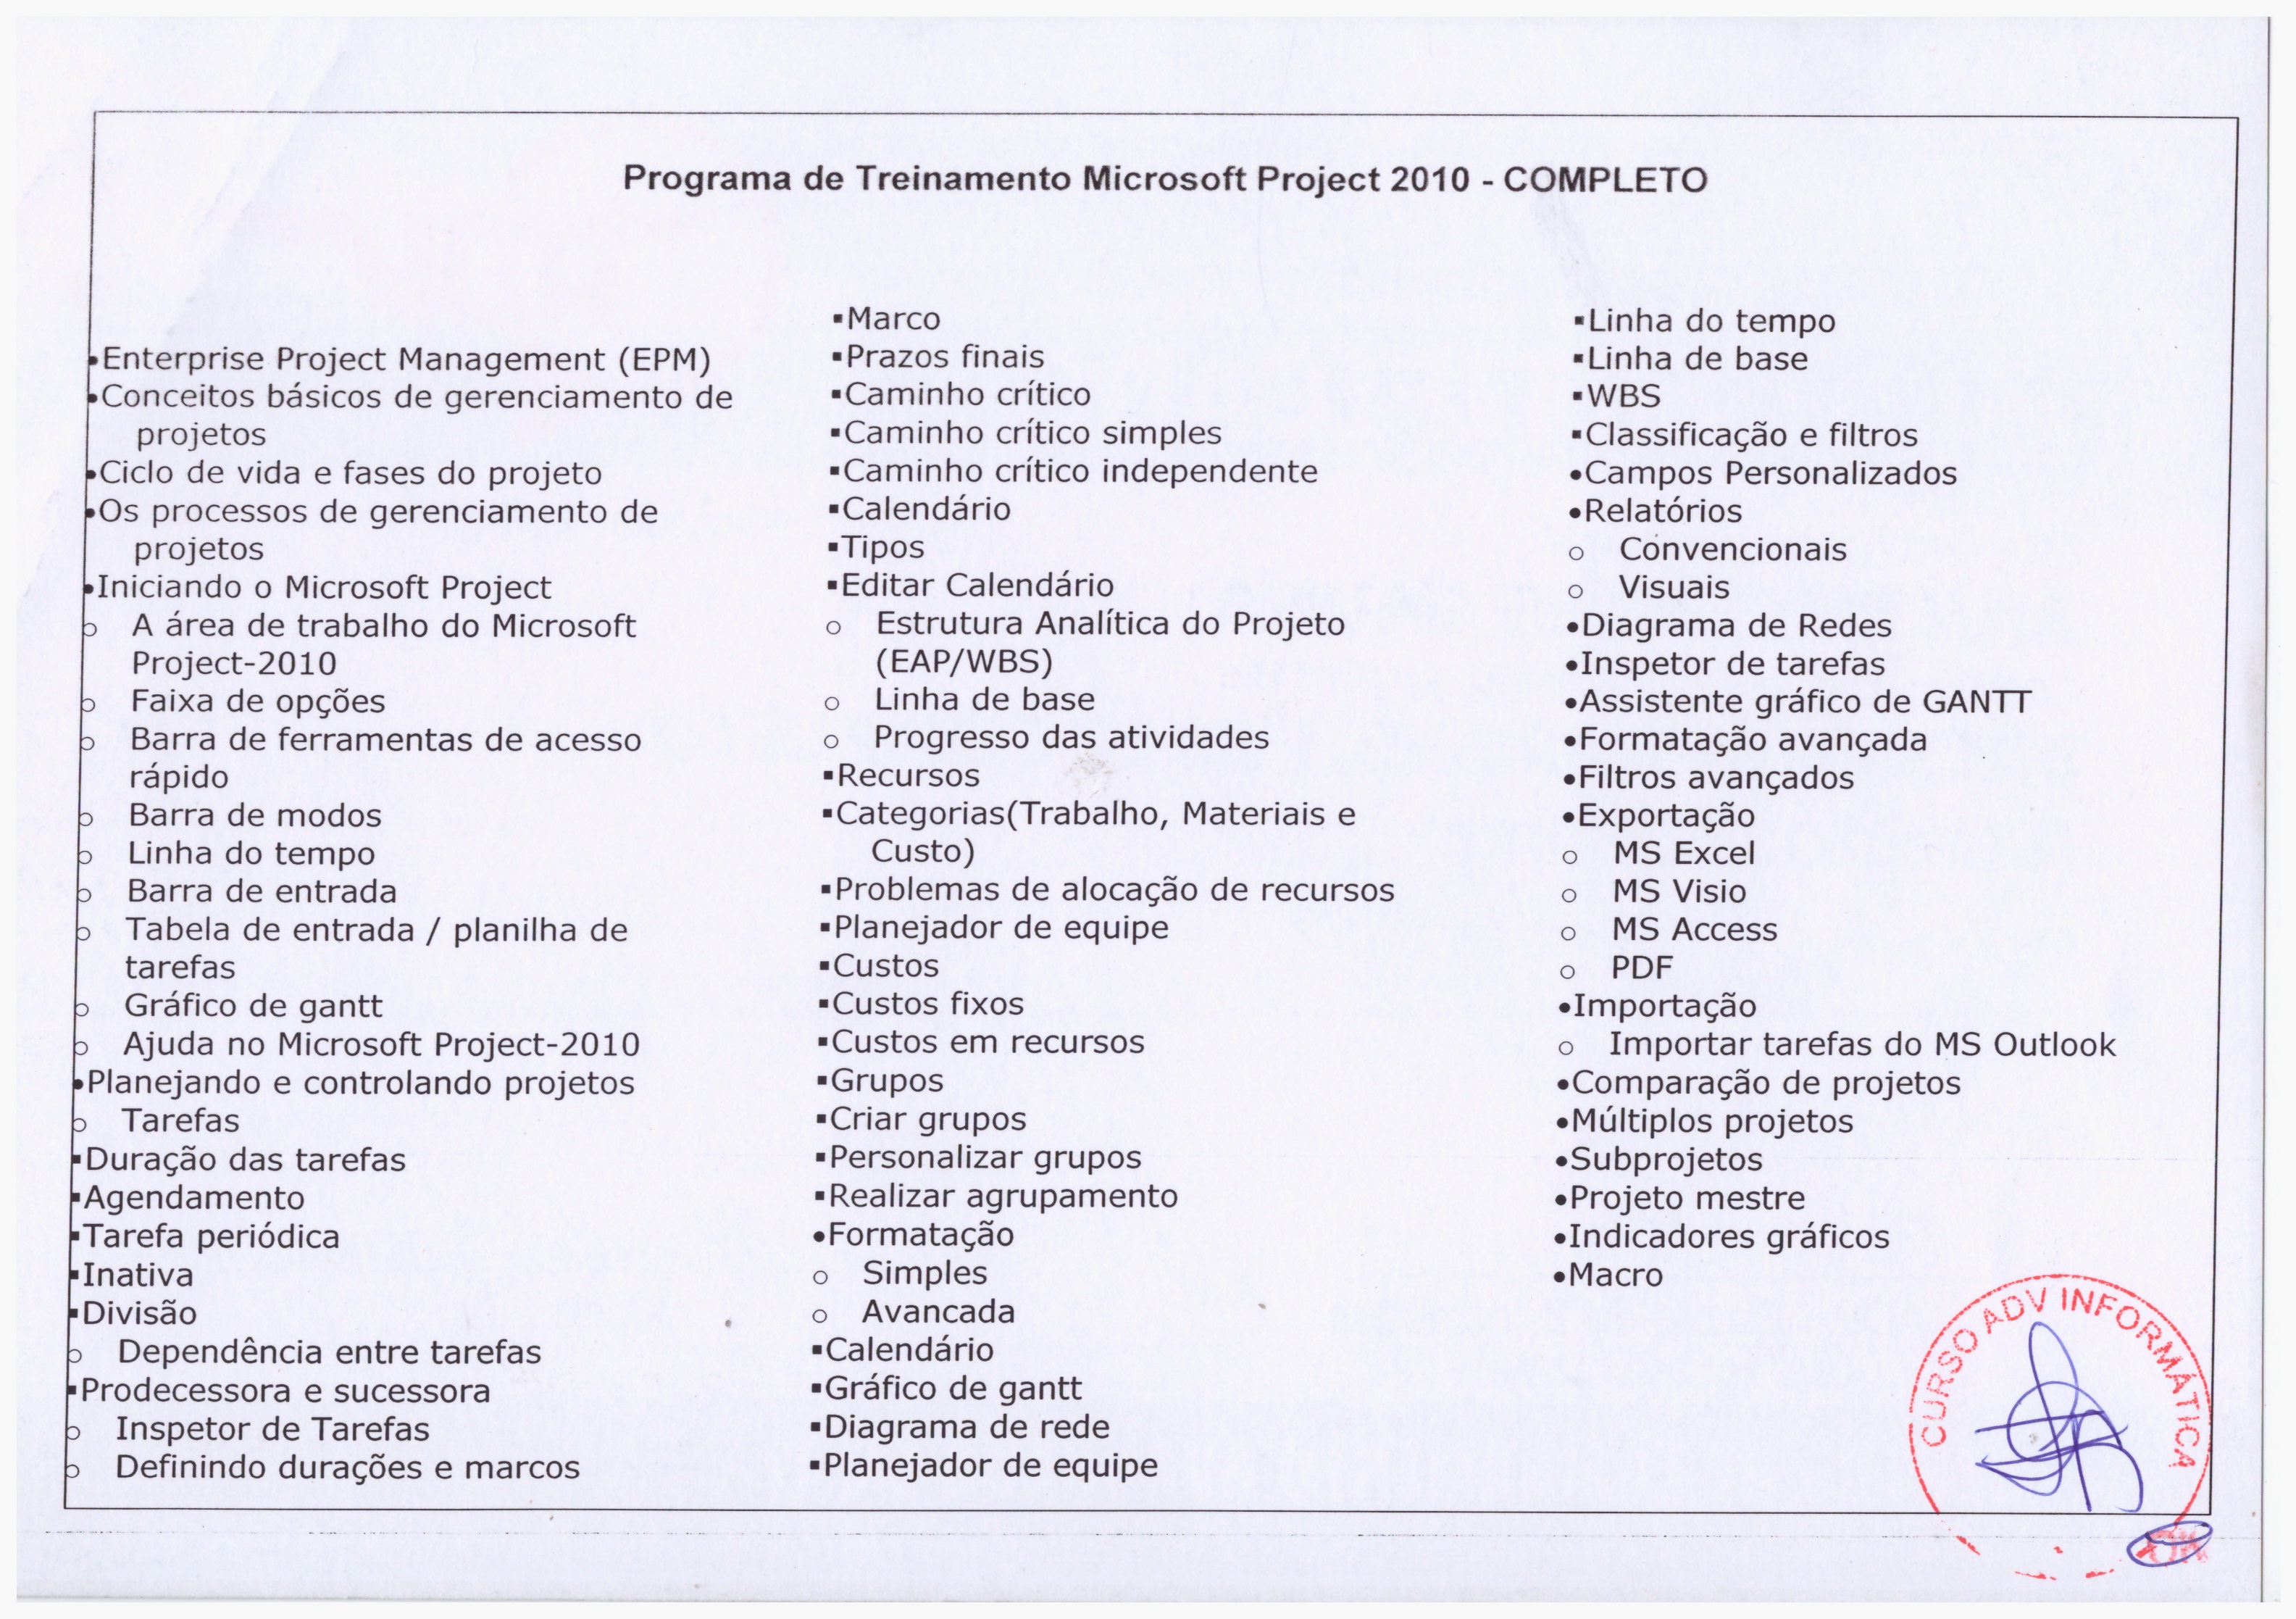 Programa de Treinamento Microsoft Project 2010 - COMPLETO
•Enterprise Project Management (EPM)
•Conceitos básicos de gerenciamento de
projetos
•Ciclo de vida e fases do projeto
•Os processos de gerenciamento de
projetos
•Iniciando o Microsoft Project
o A área de trabalho do Microsoft
Project-2010
o Faixa de opções
o Barra de ferramentas de acesso
rápido
o Barra de modos
o Linha do tempo
o Barra de entrada
o Tabela de entrada / planilha de
tarefas
o Gráfico de gantt
o Ajuda no Microsoft Project-2010
•Planejando e controlando projetos
o Tarefas
▪Duração das tarefas
▪Agendamento
▪Tarefa periódica
▪Inativa
▪Divisão
o Dependência entre tarefas
▪Prodecessora e sucessora
o Inspetor de Tarefas
o Definindo durações e marcos
▪Marco
▪Prazos finais
▪Caminho crítico
▪Caminho crítico simples
▪Caminho crítico independente
▪Calendário
▪Tipos
▪Editar Calendário
o Estrutura Analítica do Projeto
(EAP/WBS)
o Linha de base
o Progresso das atividades
▪Recursos
▪Categorias(Trabalho, Materiais e
Custo)
▪Problemas de alocação de recursos
▪Planejador de equipe
▪Custos
▪Custos fixos
▪Custos em recursos
▪Grupos
▪Criar grupos
▪Personalizar grupos
▪Realizar agrupamento
•Formatação
o Simples
o Avancada
▪Calendário
▪Gráfico de gantt
▪Diagrama de rede
▪Planejador de equipe
▪Linha do tempo
▪Linha de base
▪WBS
▪Classificação e filtros
•Campos Personalizados
•Relatórios
o Convencionais
o Visuais
•Diagrama de Redes
•Inspetor de tarefas
•Assistente gráfico de GANTT
•Formatação avançada
•Filtros avançados
•Exportação
o MS Excel
o MS Visio
o MS Access
o PDF
•Importação
o Importar tarefas do MS Outlook
•Comparação de projetos
•Múltiplos projetos
•Subprojetos
•Projeto mestre
•Indicadores gráficos
•Macro
CURSO ADV INFORMÁTICA